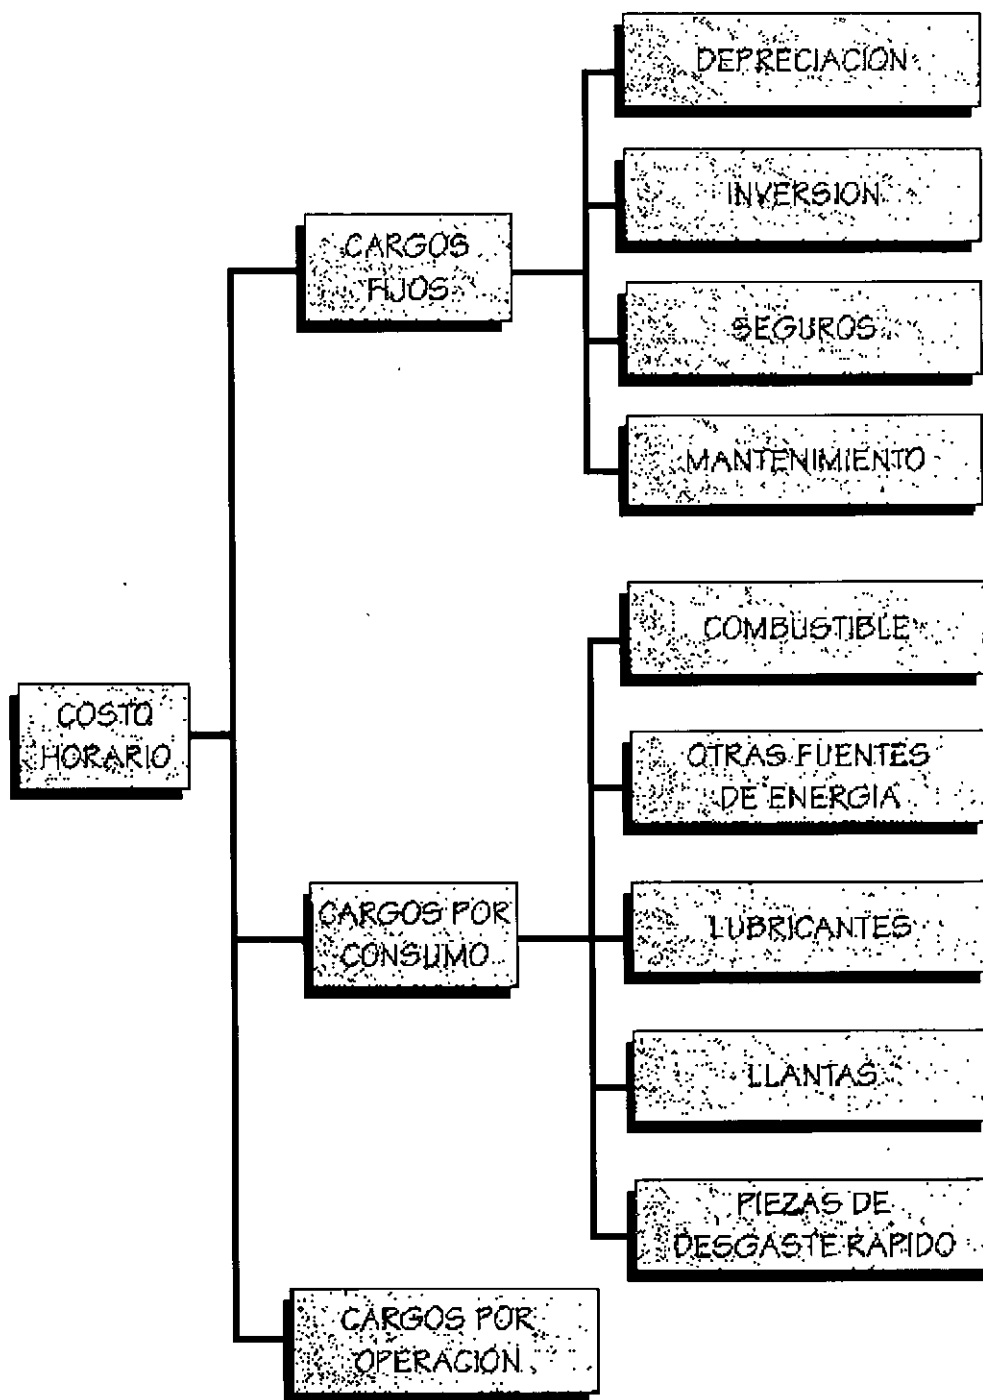 DEPRECIACION
INVERSION
CARGOS
FIJOS
SEGUROS
MANTENIMIENTO
COMBUSTIBLE
COSTO
HORARIO
OTRAS FUENTES
DE ENERGIA
CARGOS POR
CONSUMO
LUBRICANTES
LLANTAS
PIEZAS DE
DESGASTE RAPIDO
CARGOS POR
OPERACIÓN